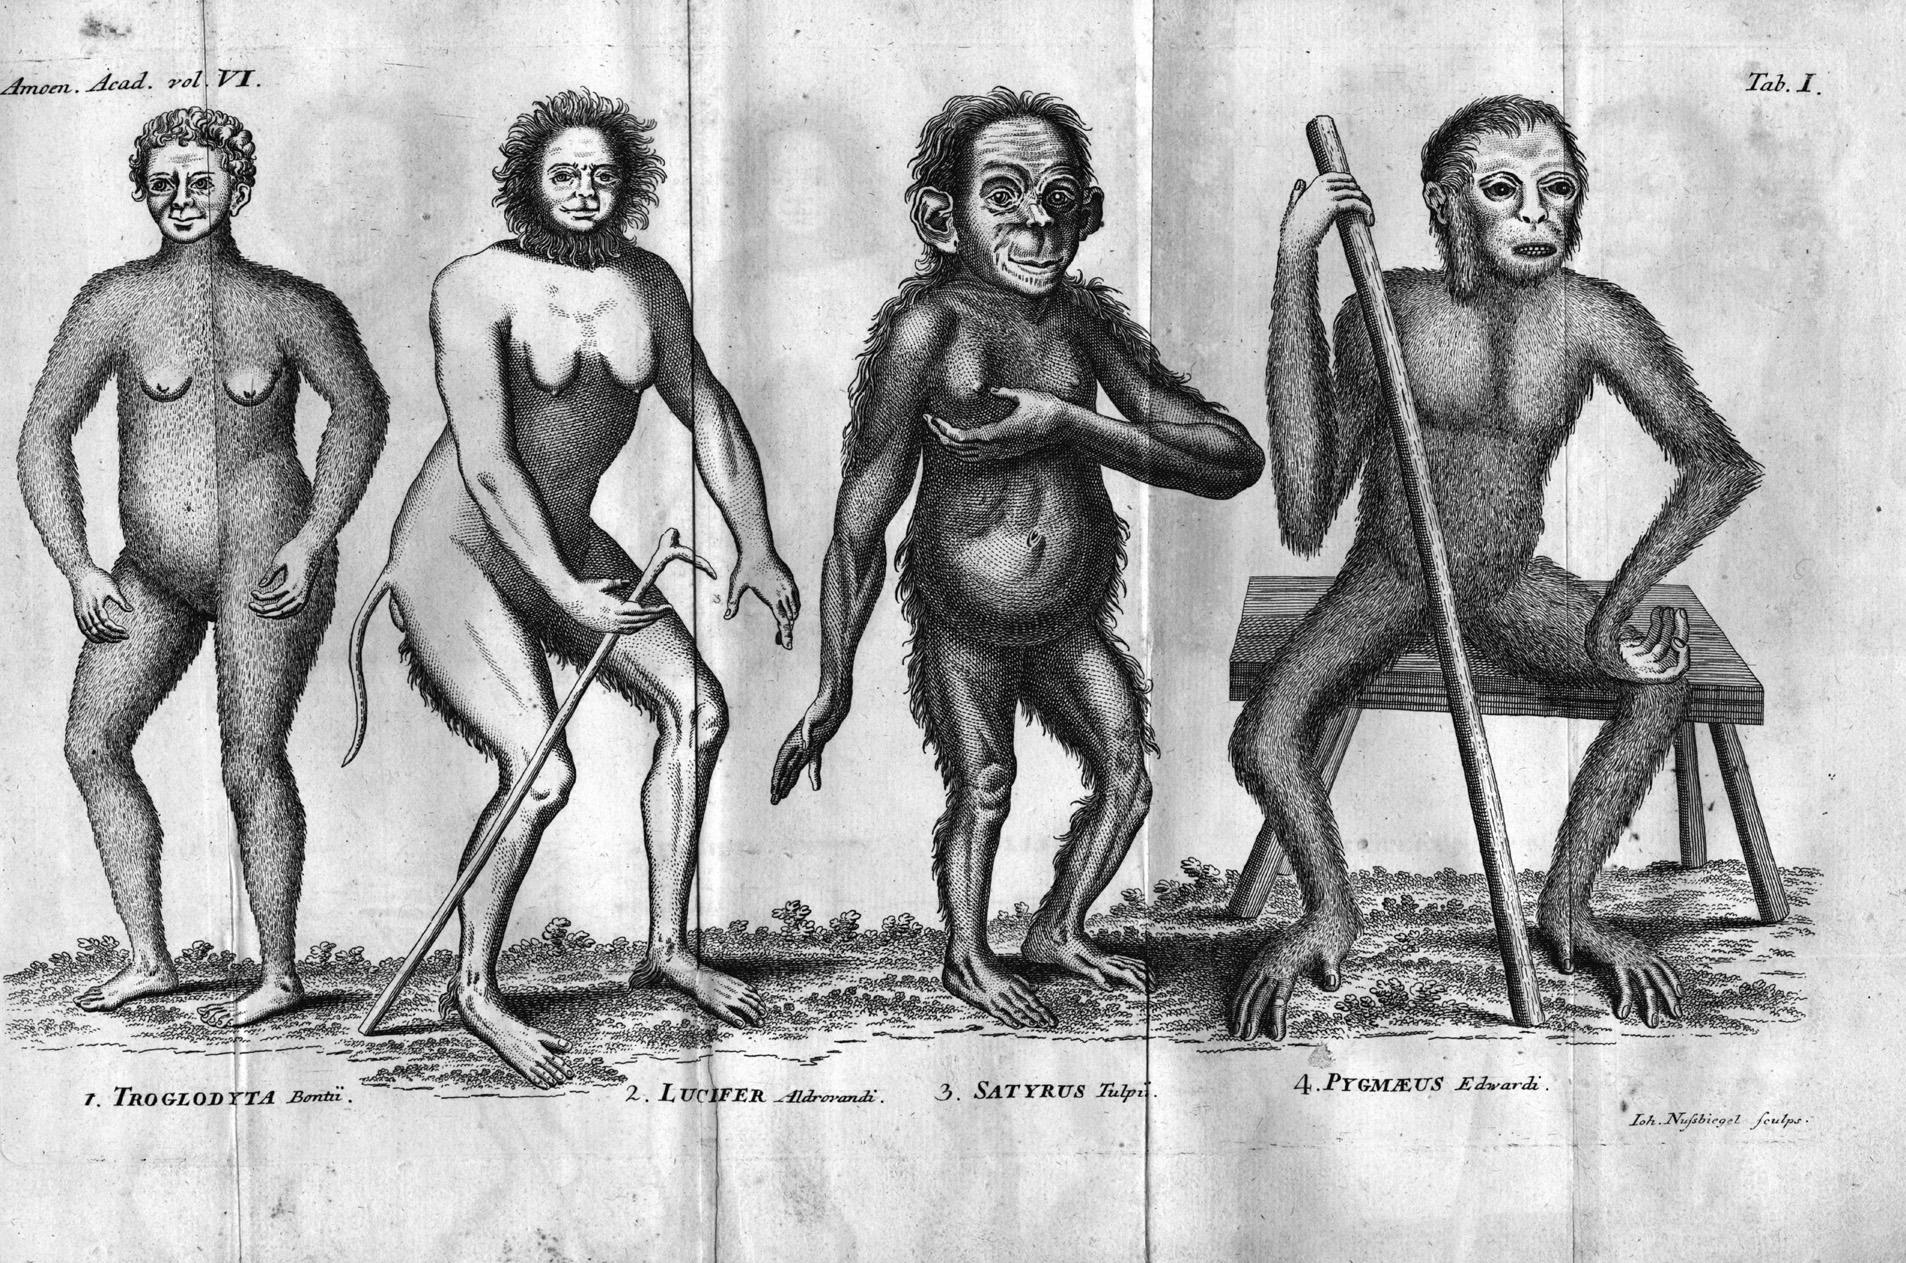 Amoen. Acad. vol. VI.
Tab. I.
1. TROGLODYTA Bontii.
2. LUCIFER Aldrovandi.
3. SATYRUS Tulpii.
4. PYGMÆUS Edwardi.
Ioh. Nuſsbiegel ſculps.